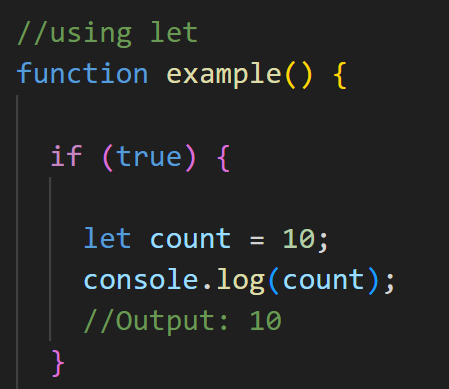 //using let
function example() {
if (true) {
let count = 10;
console.log(count);
//Output: 10
}